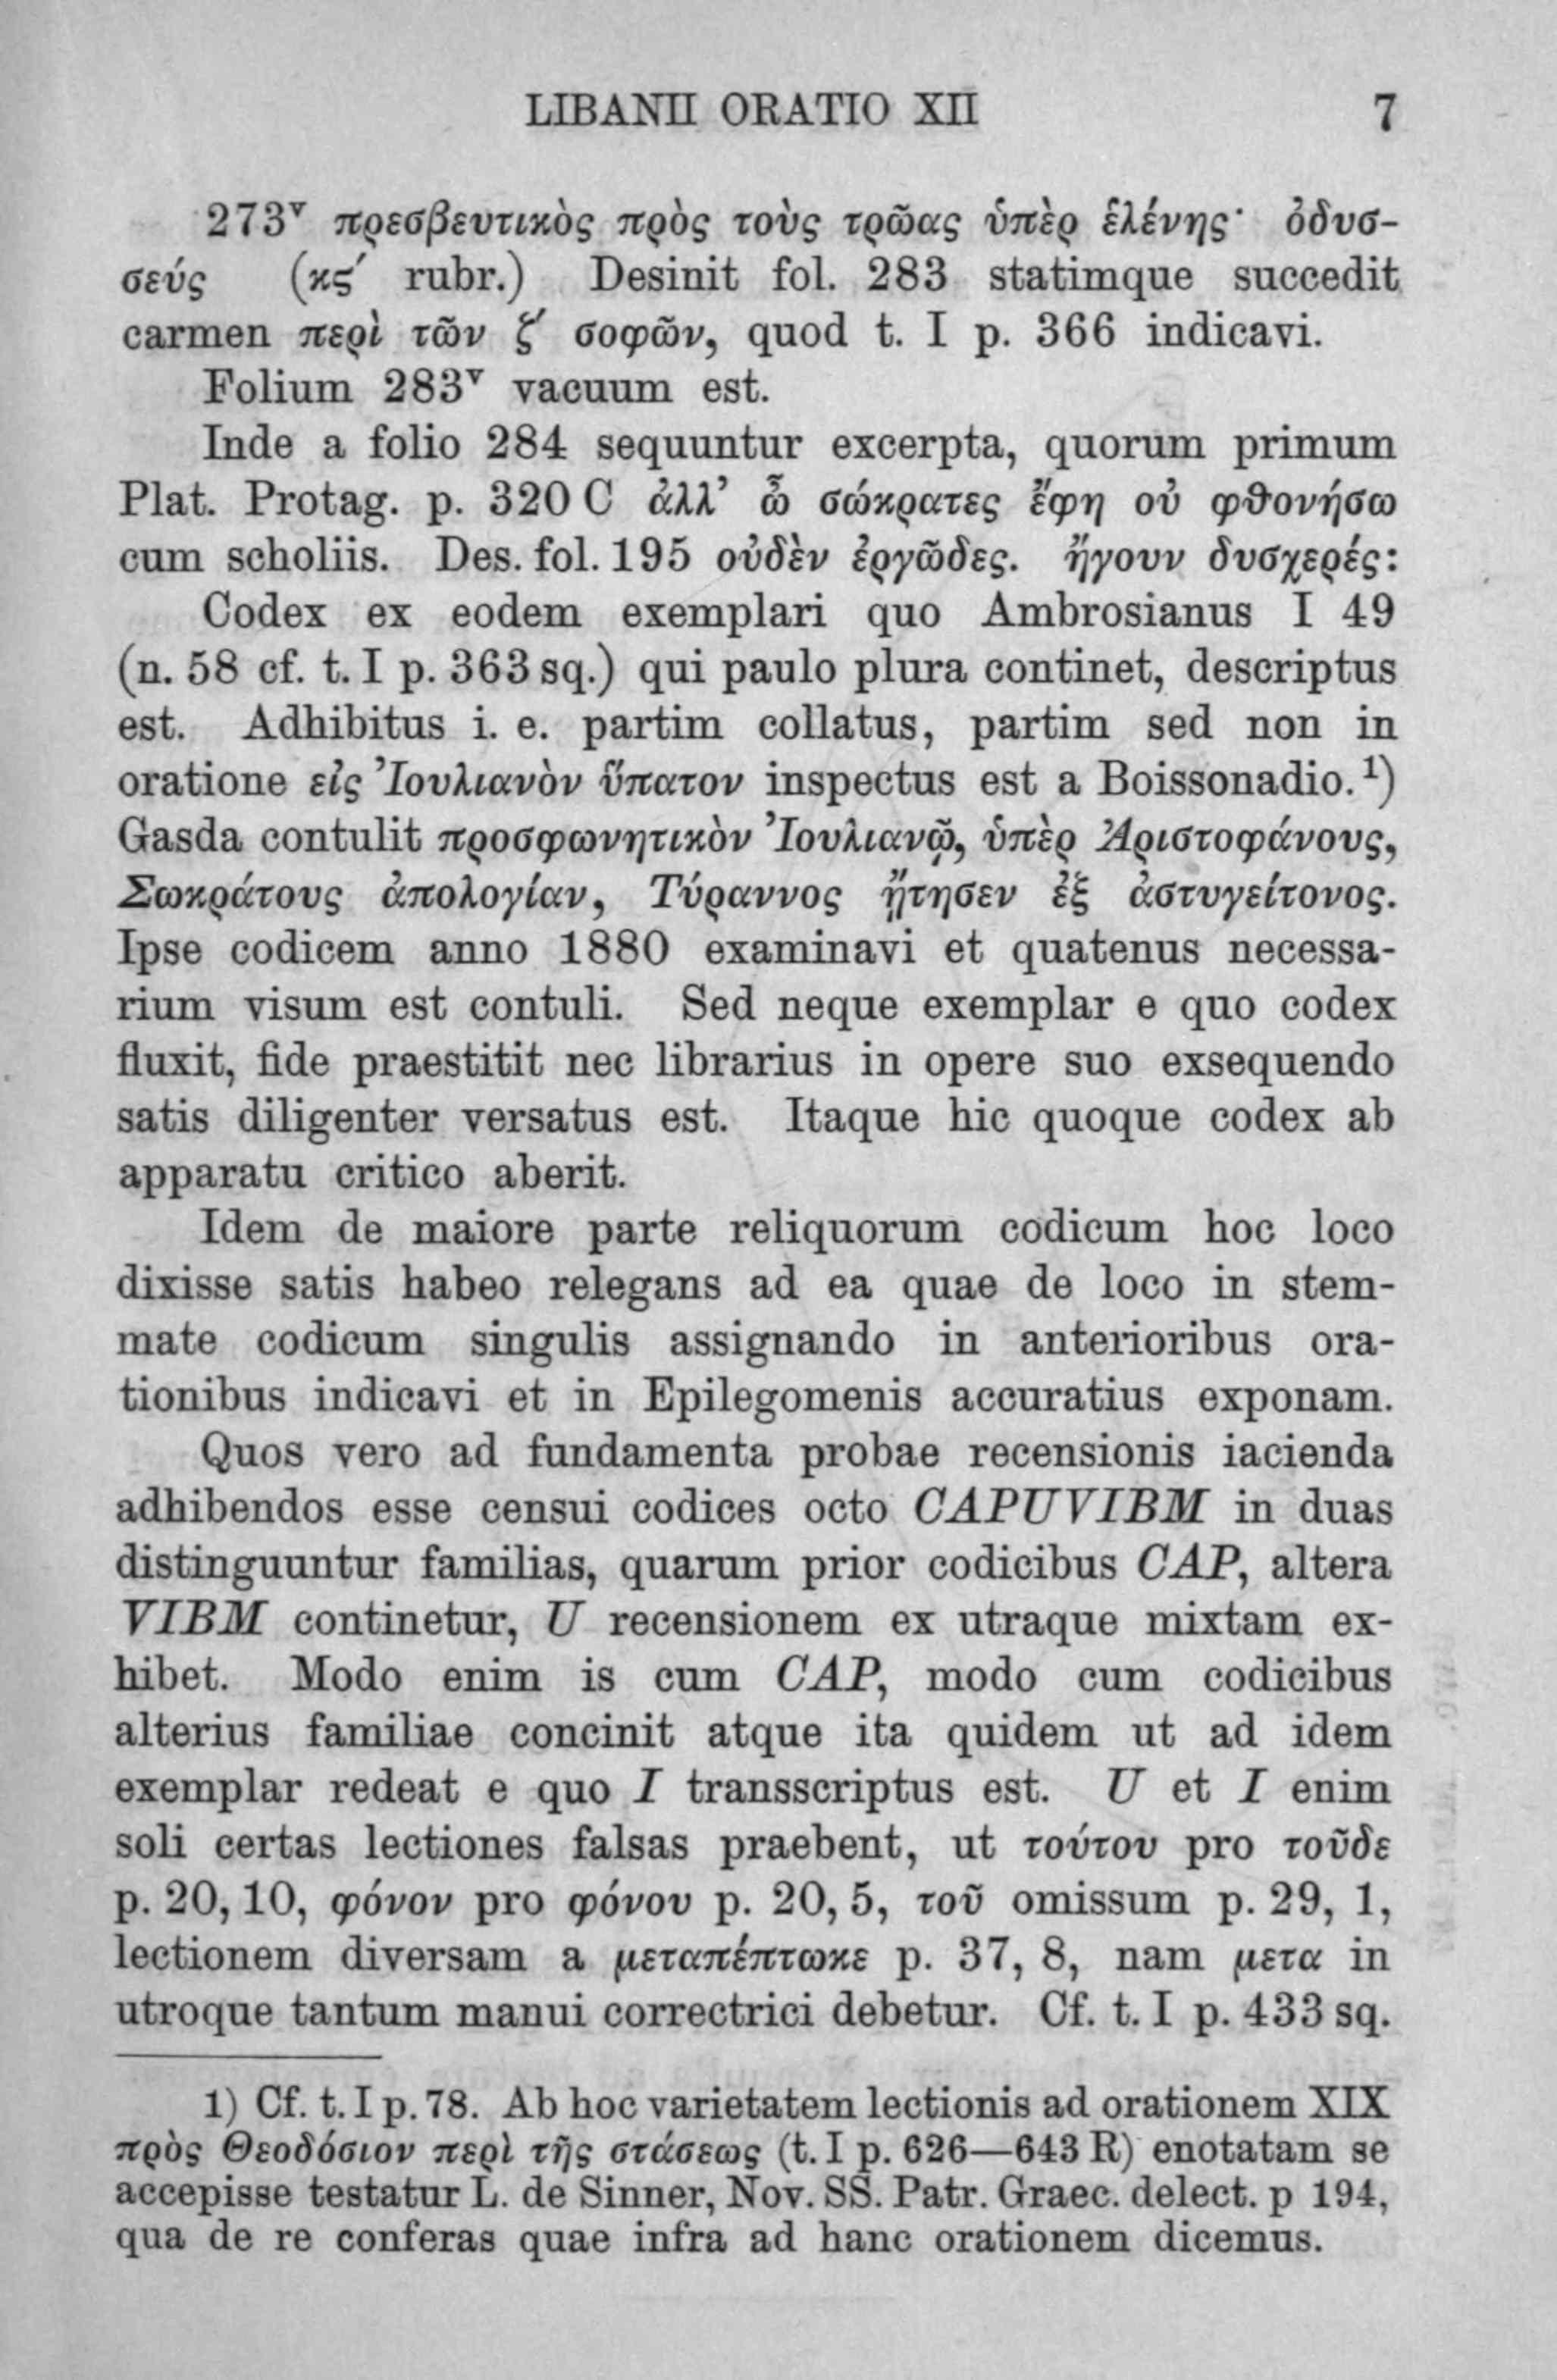 LIBANII ORATIO XII 7
273ᵛ πρεσβευτικὸς πρὸς τοὺς τρῶας ὑπὲρ ἑλένης· ὀδυσ-
σεύς (κϛ′ rubr.) Desinit fol. 283 statimque succedit
carmen περὶ τῶν ζ′ σοφῶν, quod t. I p. 366 indicavi.
Folium 283ᵛ vacuum est.
Inde a folio 284 sequuntur excerpta, quorum primum
Plat. Protag. p. 320 C ἀλλ’ ὦ σώκρατες ἔφη οὐ φθονήσω
cum scholiis. Des. fol. 195 οὐδὲν ἐργῶδες. ἤγουν δυσχερές:
Codex ex eodem exemplari quo Ambrosianus I 49
(n. 58 cf. t. I p. 363 sq.) qui paulo plura continet, descriptus
est. Adhibitus i. e. partim collatus, partim sed non in
oratione εἰς Ἰουλιανὸν ὕπατον inspectus est a Boissonadio.¹)
Gasda contulit προσφωνητικὸν Ἰουλιανῷ, ὑπὲρ Ἀριστοφάνους,
Σωκράτους ἀπολογίαν, Τύραννος ᾔτησεν ἐξ ἀστυγείτονος.
Ipse codicem anno 1880 examinavi et quatenus necessa-
rium visum est contuli. Sed neque exemplar e quo codex
fluxit, fide praestitit nec librarius in opere suo exsequendo
satis diligenter versatus est. Itaque hic quoque codex ab
apparatu critico aberit.
Idem de maiore parte reliquorum codicum hoc loco
dixisse satis habeo relegans ad ea quae de loco in stem-
mate codicum singulis assignando in anterioribus ora-
tionibus indicavi et in Epilegomenis accuratius exponam.
Quos vero ad fundamenta probae recensionis iacienda
adhibendos esse censui codices octo CAPUVIBM in duas
distinguuntur familias, quarum prior codicibus CAP, altera
VIBM continetur, U recensionem ex utraque mixtam ex-
hibet. Modo enim is cum CAP, modo cum codicibus
alterius familiae concinit atque ita quidem ut ad idem
exemplar redeat e quo I transscriptus est. U et I enim
soli certas lectiones falsas praebent, ut τούτου pro τοῦδε
p. 20, 10, φόνον pro φόνου p. 20, 5, τοῦ omissum p. 29, 1,
lectionem diversam a μεταπέπτωκε p. 37, 8, nam μετα in
utroque tantum manui correctrici debetur. Cf. t. I p. 433 sq.
1) Cf. t. I p. 78. Ab hoc varietatem lectionis ad orationem XIX
πρὸς Θεοδόσιον περὶ τῆς στάσεως (t. I p. 626—643 R) enotatam se
accepisse testatur L. de Sinner, Nov. SS. Patr. Graec. delect. p 194,
qua de re conferas quae infra ad hanc orationem dicemus.